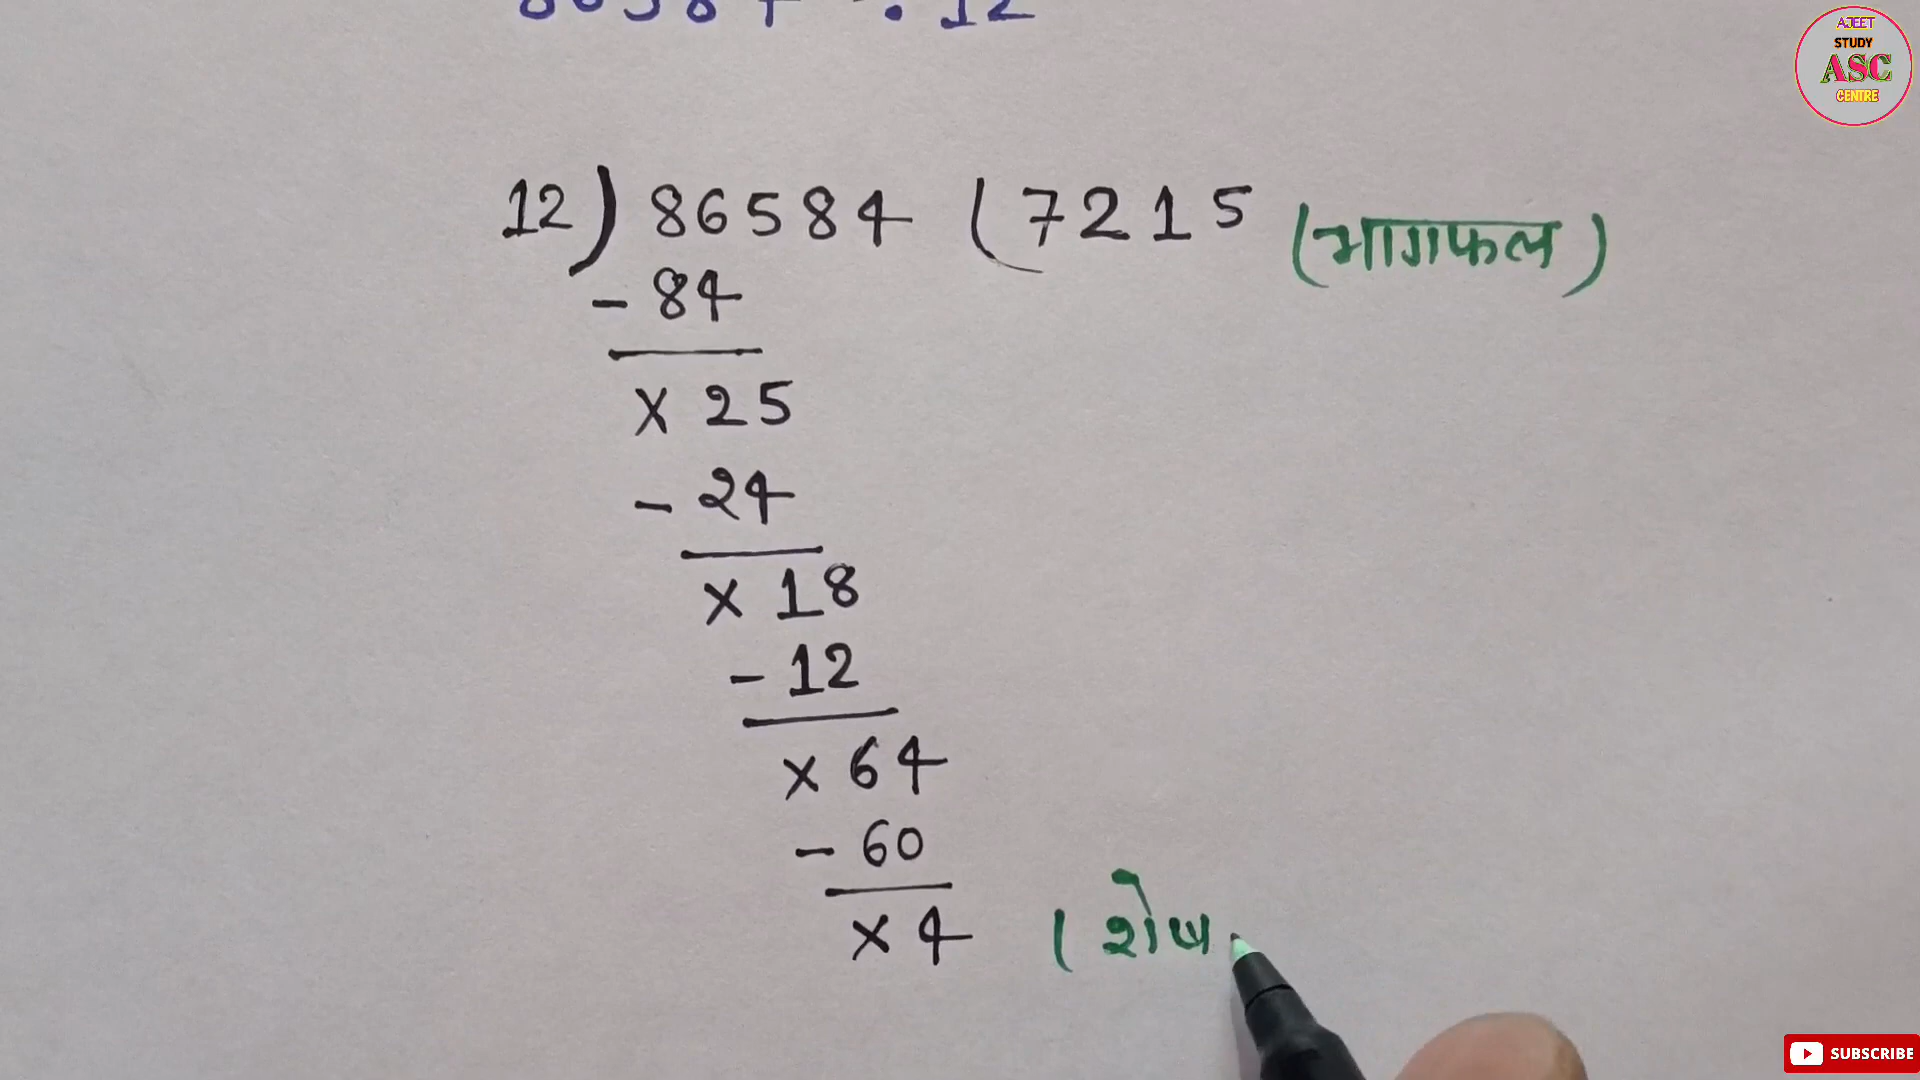 AJEET
STUDY
ASC
CENTRE
12 ) 86584 ( 7215 (भागफल)
- 84
x 25
- 24
x 18
- 12
x 64
- 60
x 4 ( शेष
SUBSCRIBE